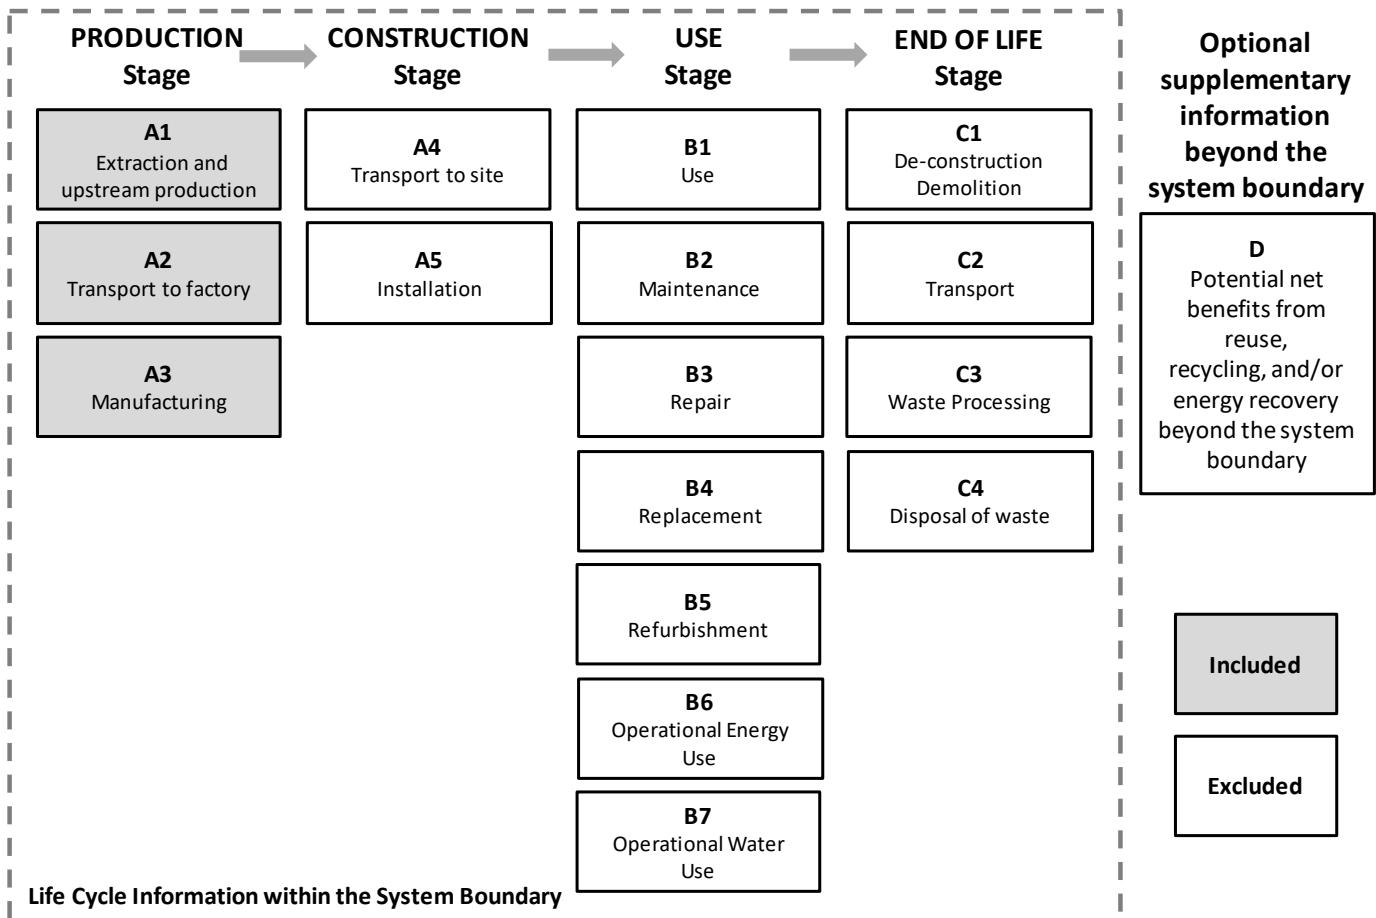 PRODUCTION
Stage
CONSTRUCTION
Stage
USE
Stage
END OF LIFE
Stage
A1
Extraction and
upstream production
A2
Transport to factory
A3
Manufacturing
A4
Transport to site
A5
Installation
B1
Use
B2
Maintenance
B3
Repair
B4
Replacement
B5
Refurbishment
B6
Operational Energy
Use
B7
Operational Water
Use
C1
De-construction
Demolition
C2
Transport
C3
Waste Processing
C4
Disposal of waste
Life Cycle Information within the System Boundary
Optional
supplementary
information
beyond the
system boundary
D
Potential net
benefits from
reuse,
recycling, and/or
energy recovery
beyond the system
boundary
Included
Excluded